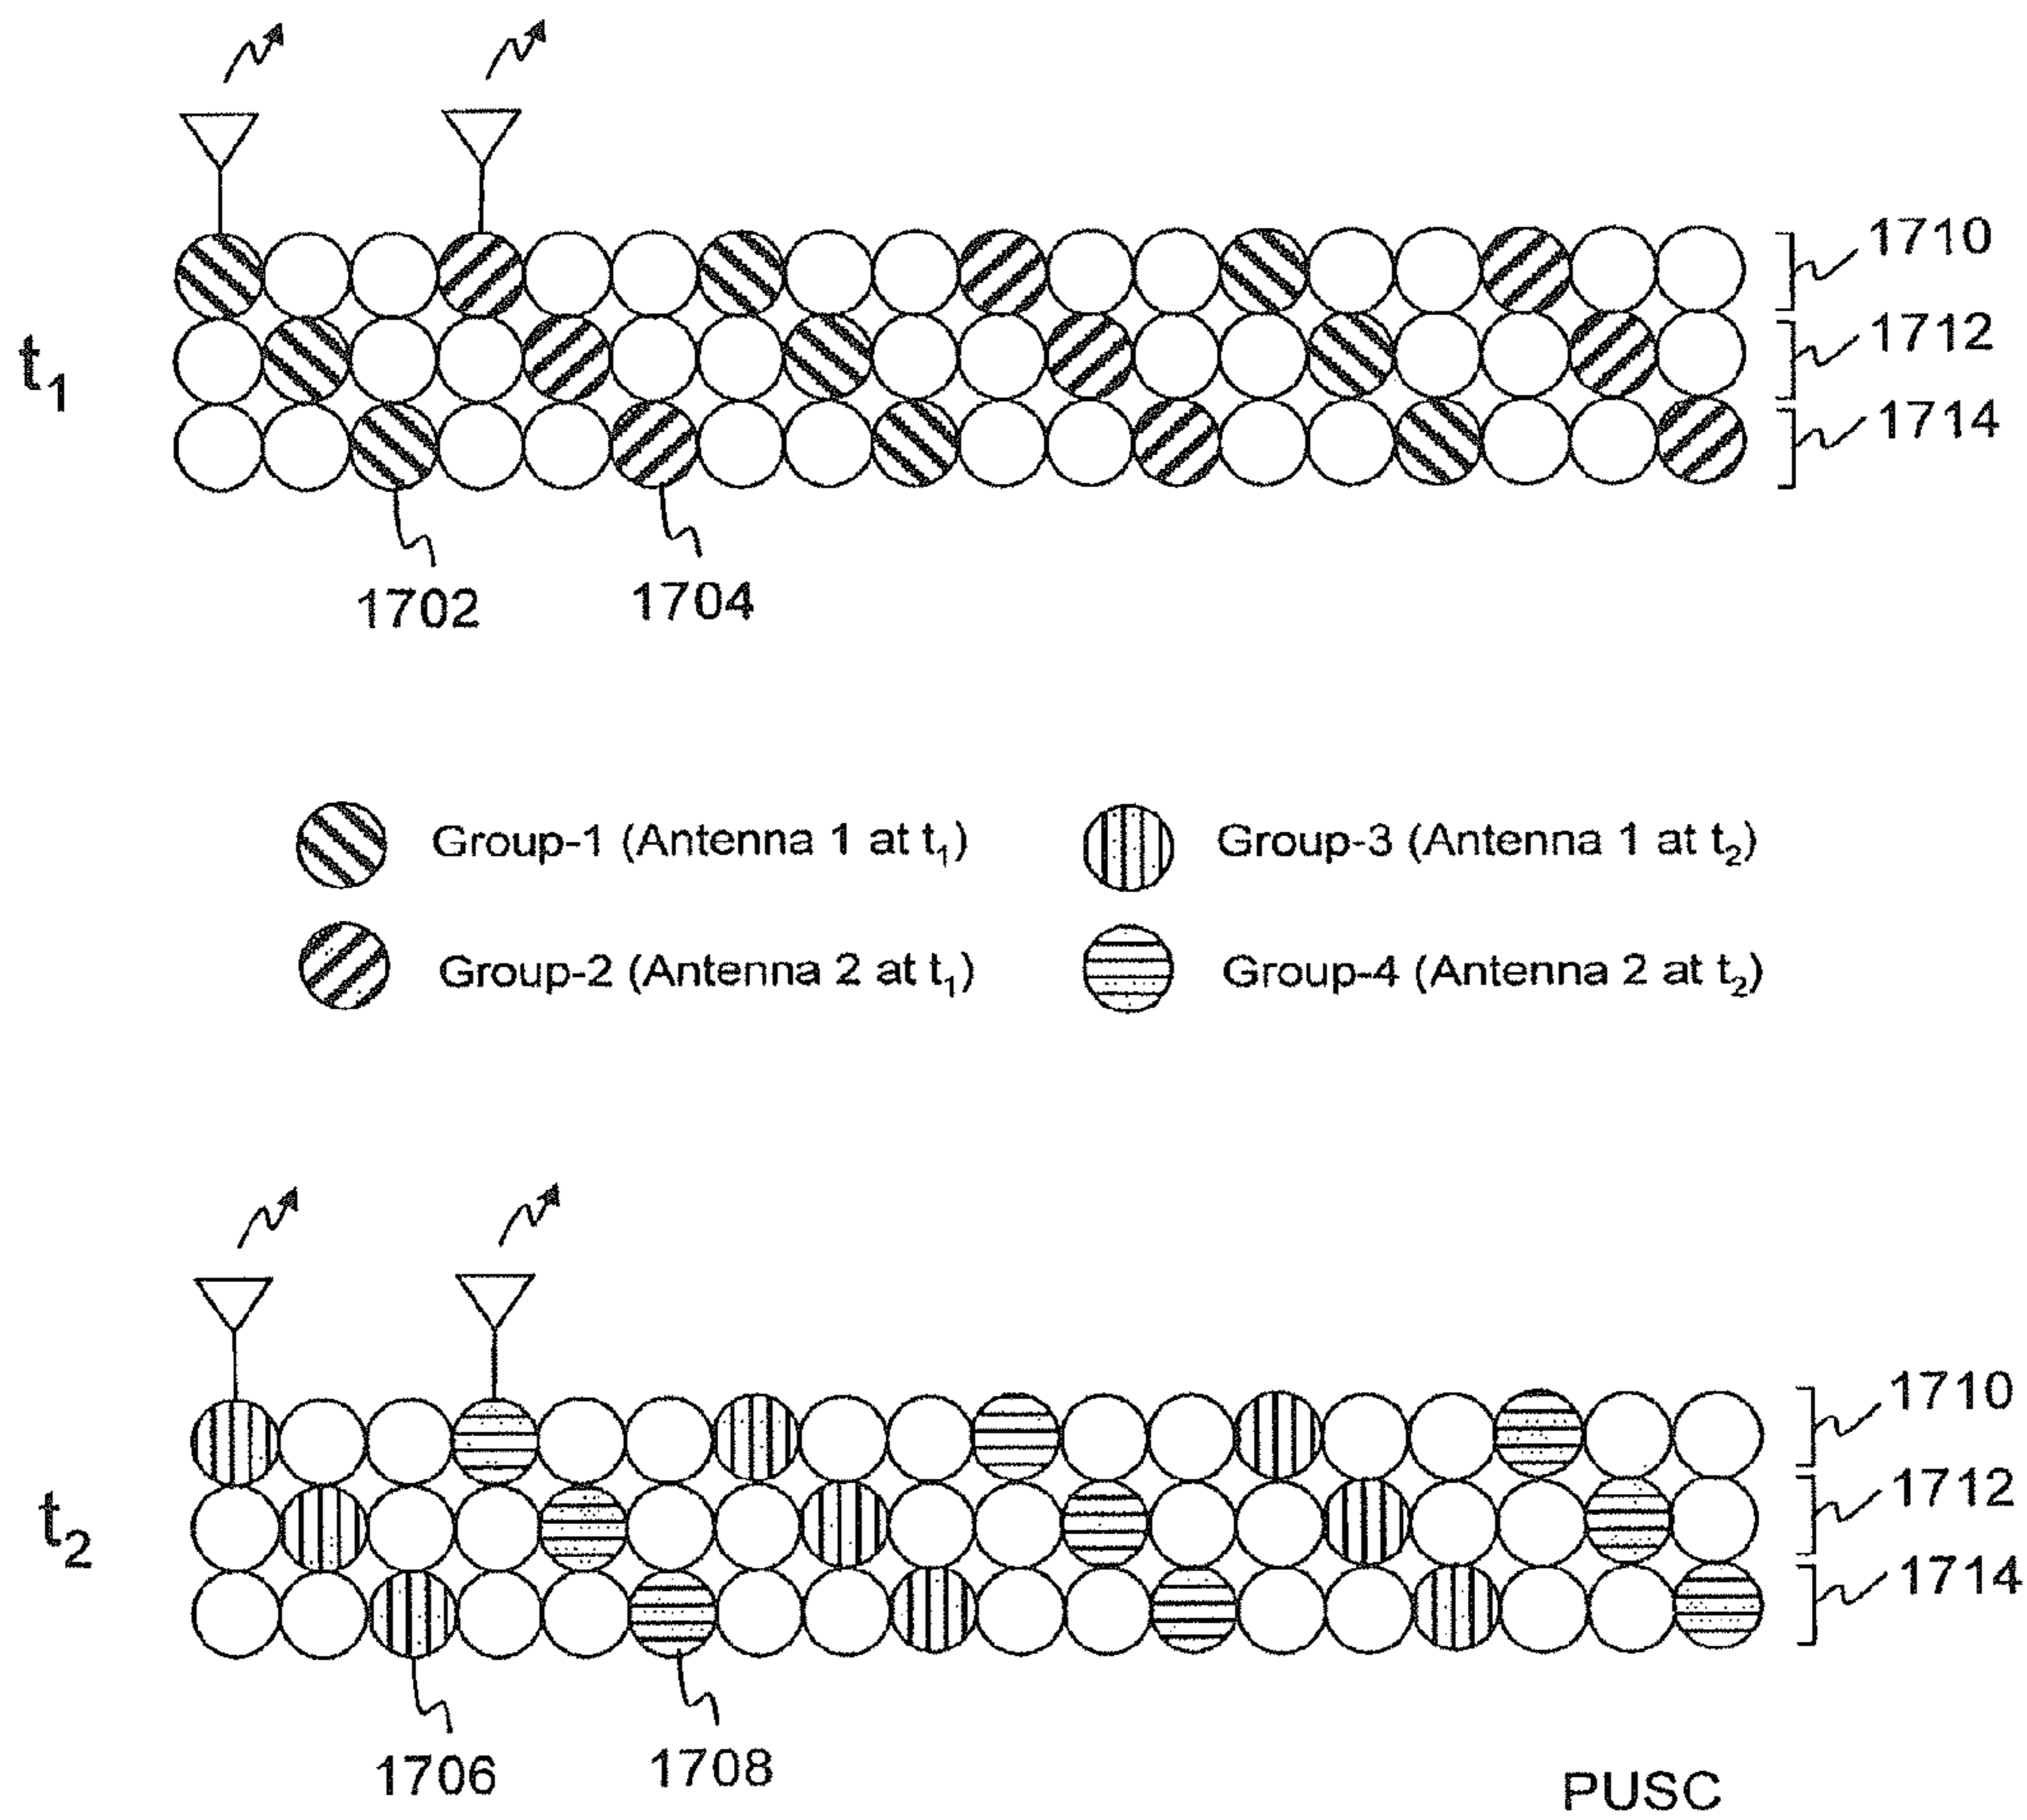 1710
1712
t1
1714
1702
1704
Group-1 (Antenna 1 at t1)
Group-3 (Antenna 1 at t2)
Group-2 (Antenna 2 at t1)
Group-4 (Antenna 2 at t2)
1710
1712
t2
1714
1706
1708
PUSC